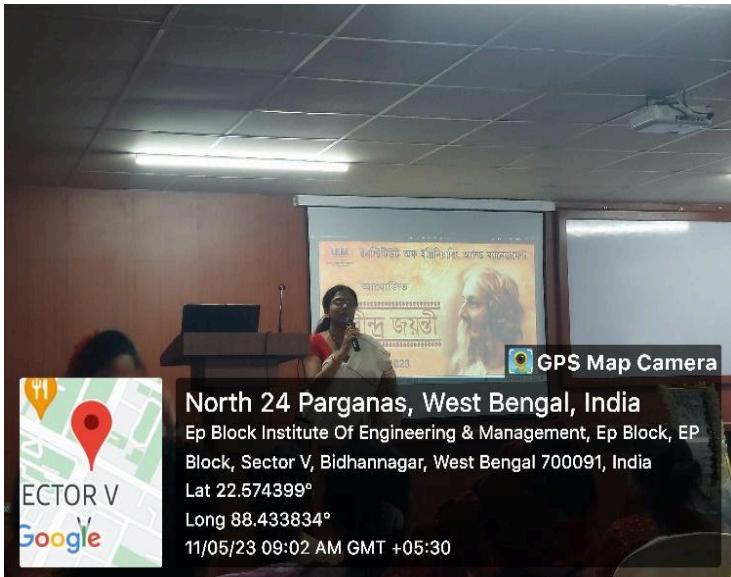 IEM
ইনস্টিটিউট অফ ইঞ্জিনিয়ারিং অ্যান্ড ম্যানেজমেন্ট
আয়োজিত
জয়ন্তী
2023
GPS Map Camera
North 24 Parganas, West Bengal, India
Ep Block Institute Of Engineering & Management, Ep Block, EP
Block, Sector V, Bidhannagar, West Bengal 700091, India
Lat 22.574399°
Long 88.433834°
11/05/23 09:02 AM GMT +05:30
ECTOR V
V
Google